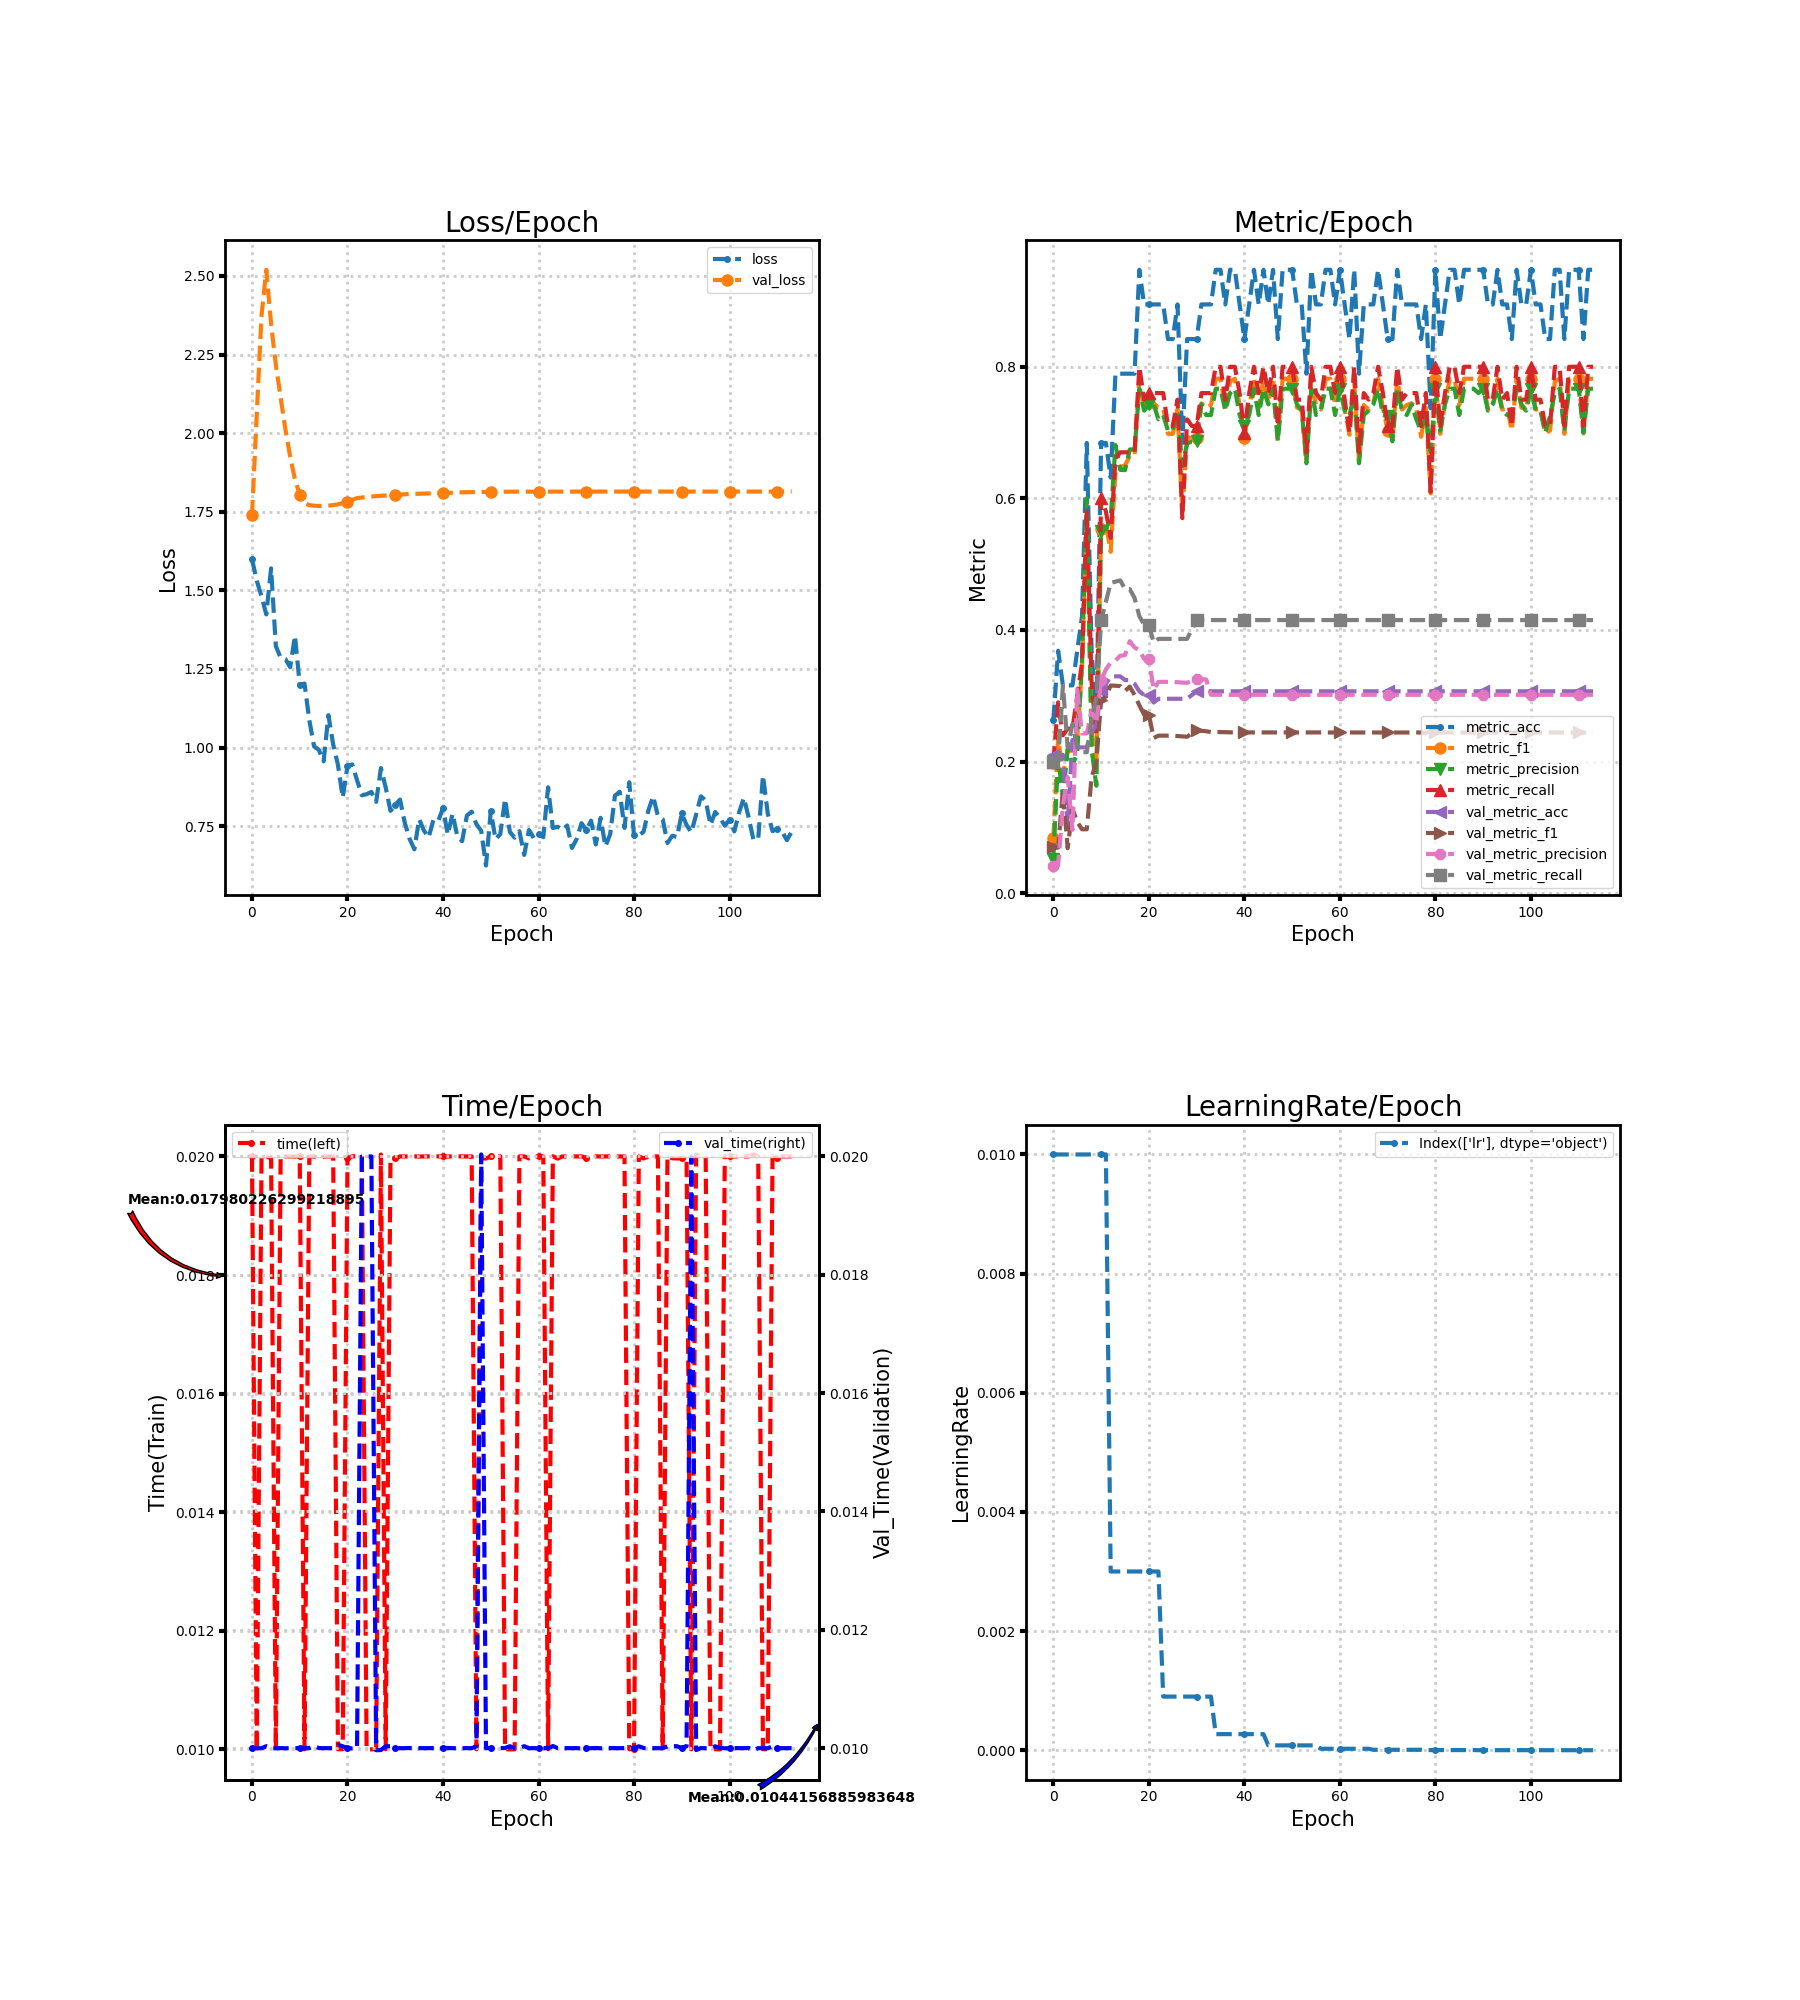 Loss/Epoch
2.50
2.25
2.00
1.75
1.50
1.25
1.00
0.75
Loss
loss
val_loss
0 20 40 60 80 100
Epoch
Metric/Epoch
0.8
0.6
0.4
0.2
0.0
Metric
metric_acc
metric_f1
metric_precision
metric_recall
val_metric_acc
val_metric_f1
val_metric_precision
val_metric_recall
0 20 40 60 80 100
Epoch
Time/Epoch
time(left)
val_time(right)
0.020
0.018
0.016
0.014
0.012
0.010
Time(Train)
Mean:0.017980226299218895
0.020
0.018
0.016
0.014
0.012
0.010
Val_Time(Validation)
Mean:0.01044156885983648
0 20 40 60 80 100
Epoch
LearningRate/Epoch
Index(['lr'], dtype='object')
0.010
0.008
0.006
0.004
0.002
0.000
LearningRate
0 20 40 60 80 100
Epoch